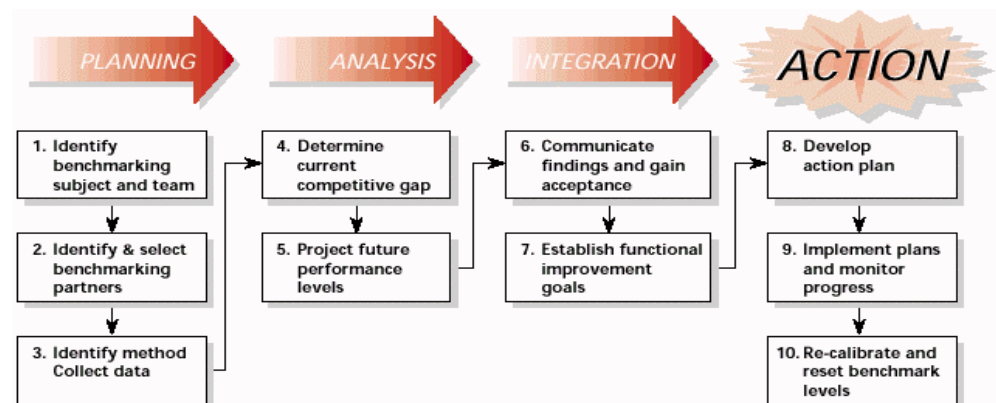 PLANNING
ANALYSIS
INTEGRATION
ACTION
1. Identify
benchmarking
subject and team
2. Identify & select
benchmarking
partners
3. Identify method
Collect data
4. Determine
current
competitive gap
5. Project future
performance
levels
6. Communicate
findings and gain
acceptance
7. Establish functional
improvement
goals
8. Develop
action plan
9. Implement plans
and monitor
progress
10. Re-calibrate and
reset benchmark
levels